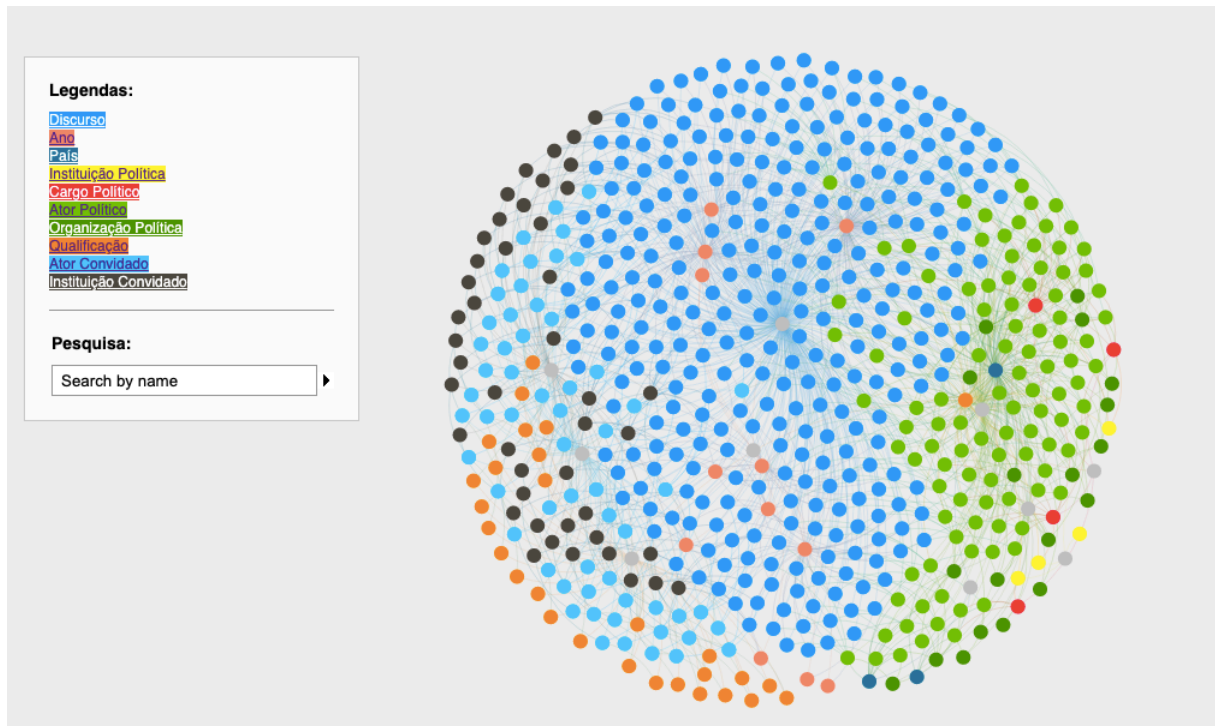 Legendas:
Discurso
Ano
País
Instituição Política
Cargo Político
Ator Político
Organização Política
Qualificação
Ator Convidado
Instituição Convidado
Pesquisa:
Search by name